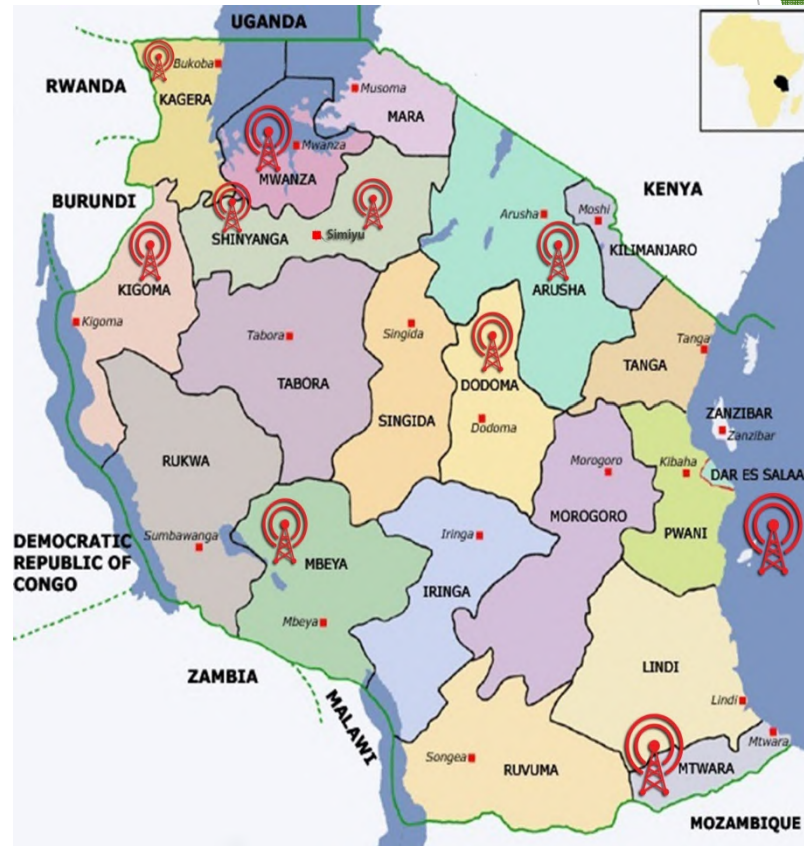 UGANDA
Bukoba
RWANDA
KAGERA
Musoma
MARA
Mwanza
MWANZA
KENYA
BURUNDI
SHINYANGA
Simiyu
Arusha
Moshi
KILIMANJARO
KIGOMA
ARUSHA
Kigoma
Tabora
Singida
Tanga
TANGA
TABORA
DODOMA
SINGIDA
Dodoma
ZANZIBAR
Zanzibar
RUKWA
Morogoro
Kibaha
DAR ES SALAA
MOROGORO
PWANI
DEMOCRATIC
REPUBLIC OF
CONGO
Sumbawanga
MBEYA
Iringa
IRINGA
Mbeya
ZAMBIA
LINDI
MALAWI
Lindi
Mtwara
Songea
RUVUMA
MTWARA
MOZAMBIQUE